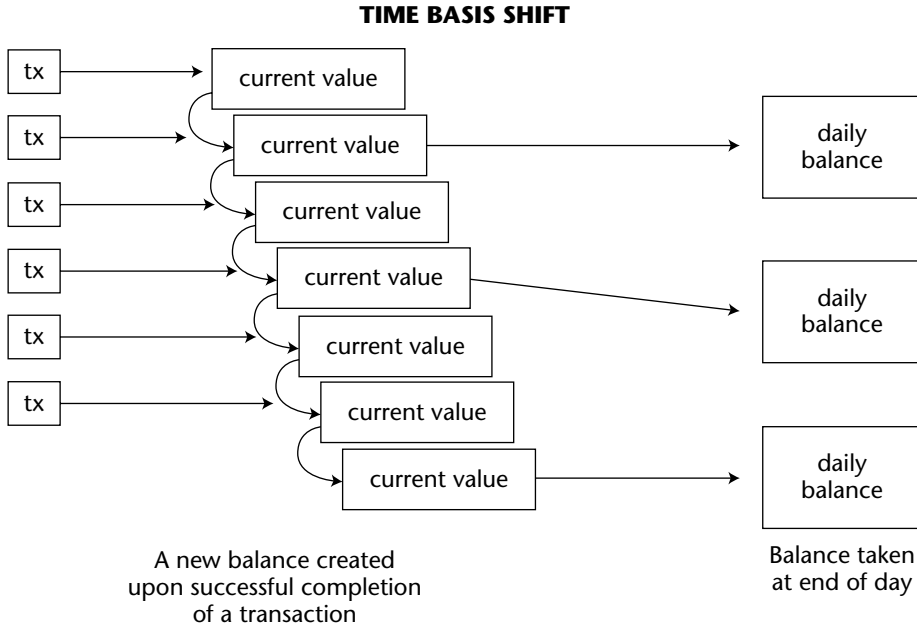 TIME BASIS SHIFT
tx
current value
tx
current value
daily
balance
tx
current value
tx
current value
daily
balance
tx
current value
tx
current value
current value
daily
balance
A new balance created
upon successful completion
of a transaction
Balance taken
at end of day